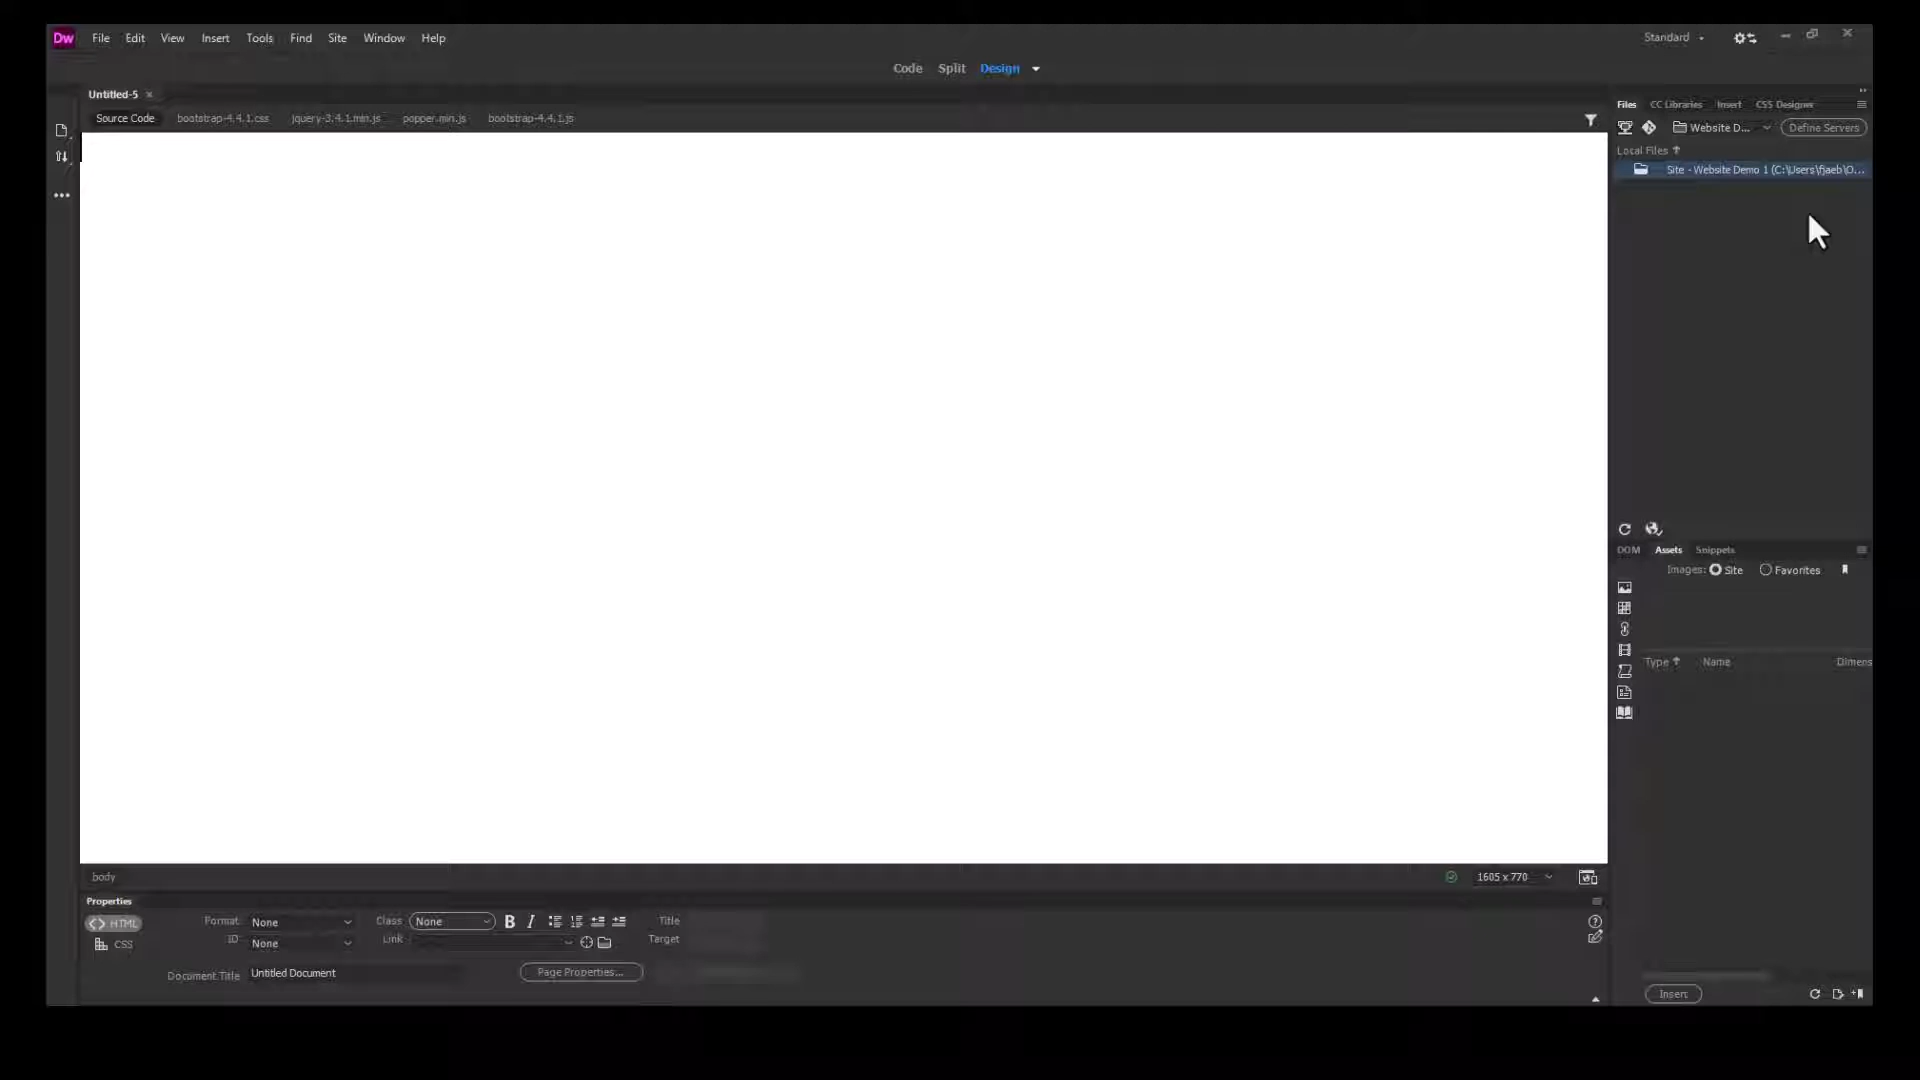 Dw File Edit View Insert Tools Find Site Window Help Standard
Code Split Design
Untitled-5
Source Code bootstrap-4.4.1.css jquery-3.4.1.min.js popper.min.js bootstrap-4.4.1.js
Files CC Libraries Insert CSS Designer
Website D... Define Servers
Local Files
Site - Website Demo 1 (C:\Users\fjaeb\O...
DOM Assets Snippets
Images: Site Favorites
Type Name Dimens
body 1605 x 770
Properties
HTML Format None Class None B I Title
CSS ID None Link Target
Document Title Untitled Document Page Properties...
Insert